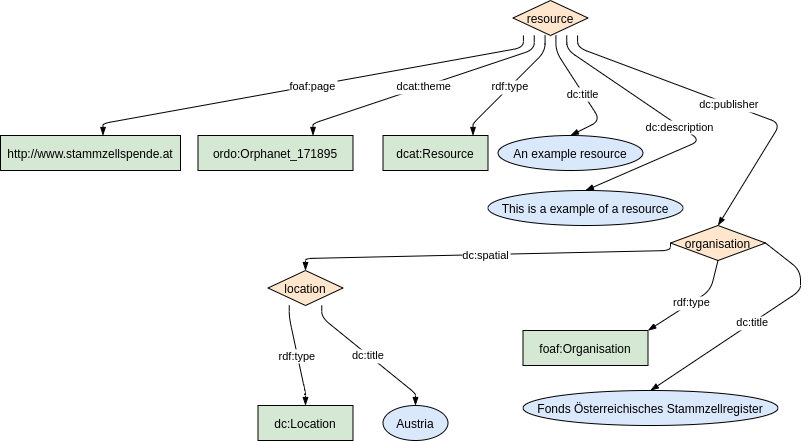 resource
foaf:page
dcat:theme
rdf:type
dc:title
dc:publisher
dc:description
http://www.stammzellspende.at
ordo:Orphanet_171895
dcat:Resource
An example resource
This is a example of a resource
organisation
dc:spatial
location
rdf:type
dc:title
foaf:Organisation
rdf:type
dc:title
dc:Location
Austria
Fonds Österreichisches Stammzellregister